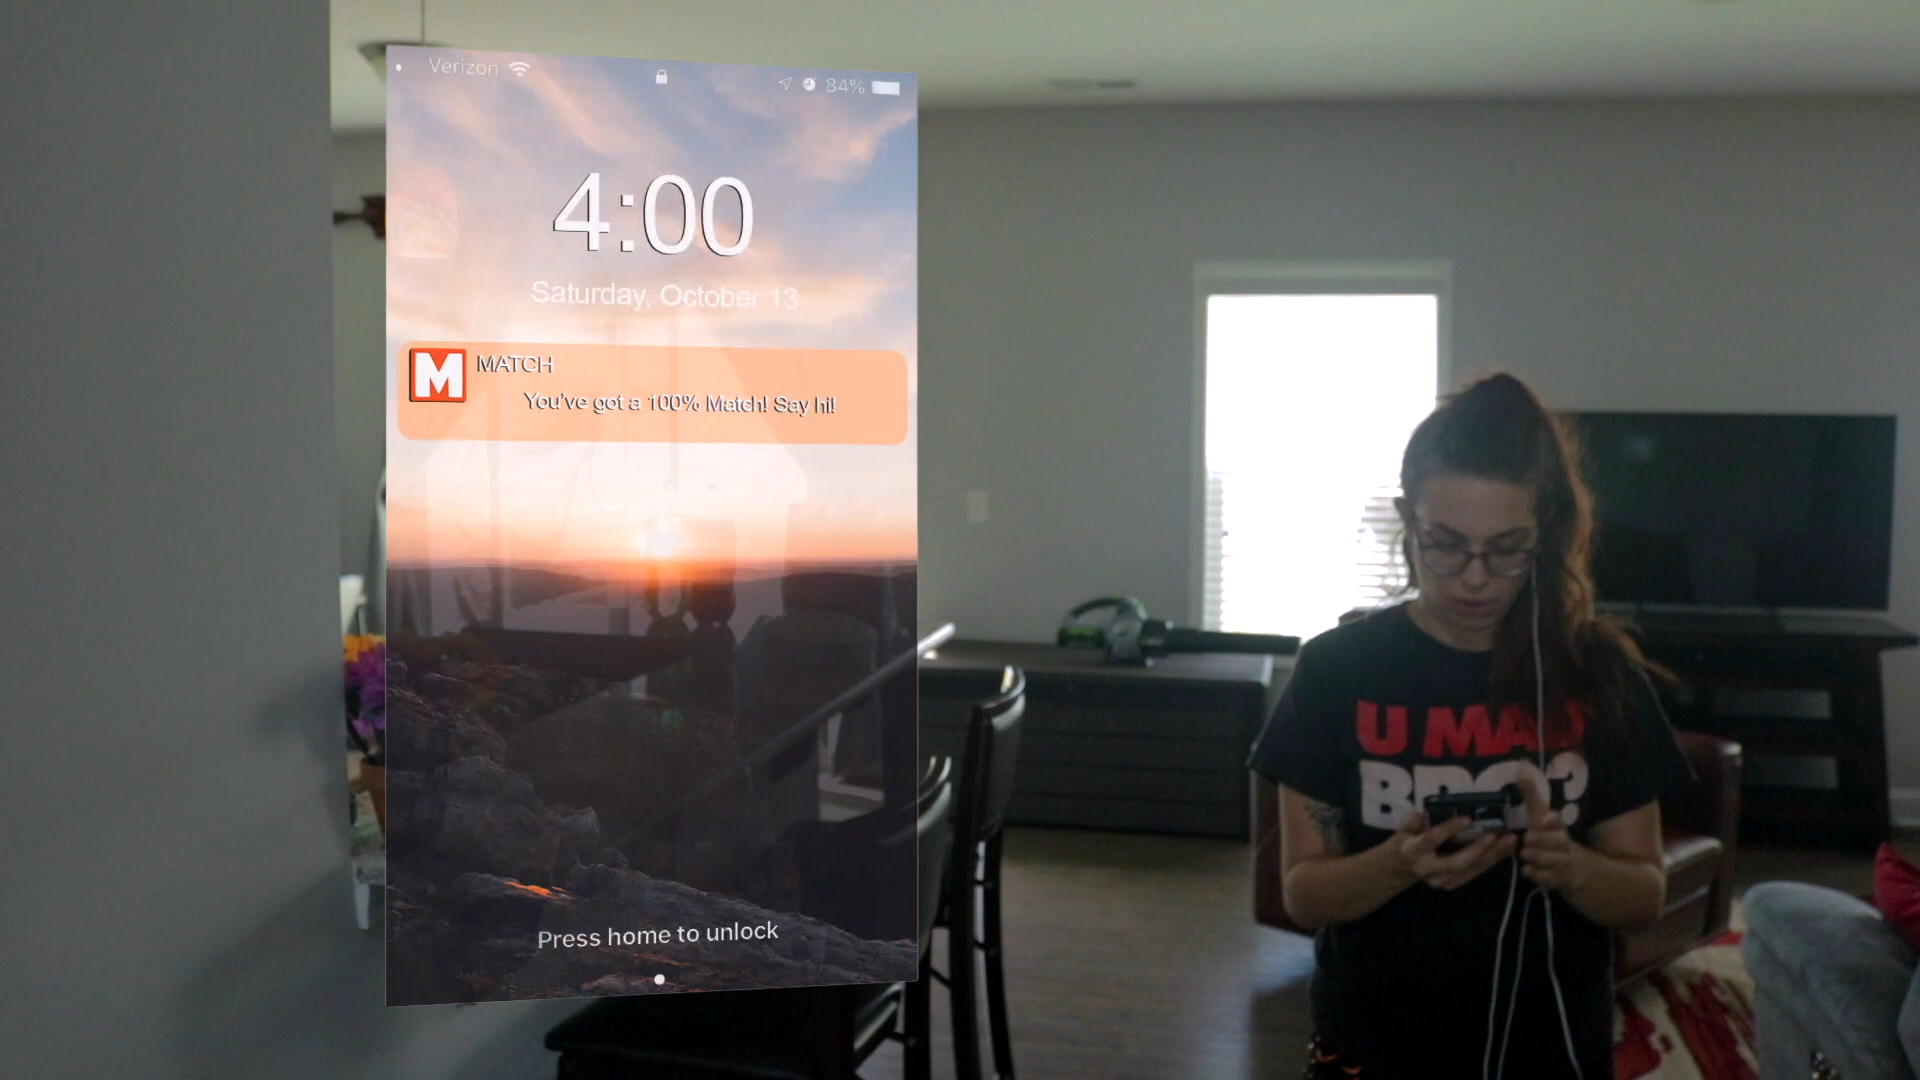 Verizon
84%
4:00
Saturday, October 13
M
MATCH
You've got a 100% Match! Say hi!
Press home to unlock
U MAD
BRO?